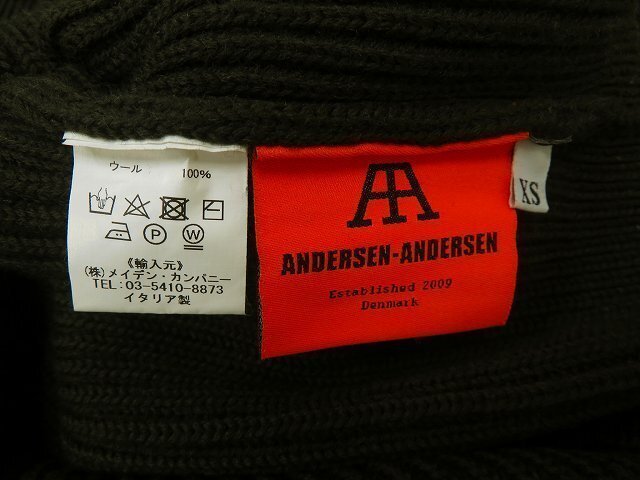 ウール 100%
P W
《輸入元》
(株)メイデン・カンパニー
TEL:03-5410-8873
イタリア製
AA
ANDERSEN-ANDERSEN
Established 2009
Denmark
XS